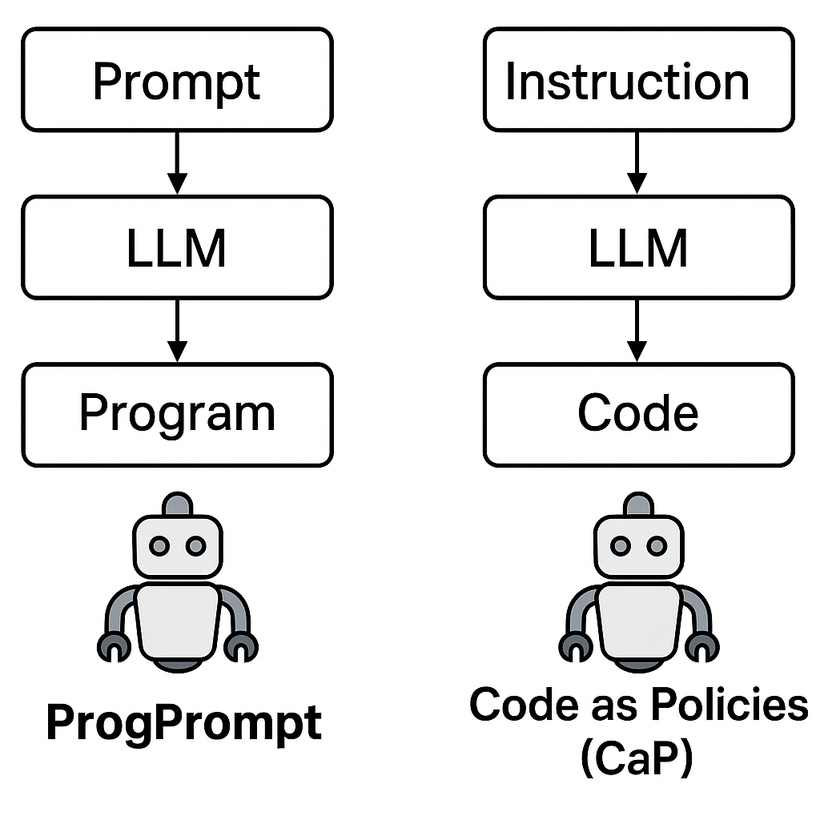 Prompt
LLM
Program
ProgPrompt
Instruction
LLM
Code
Code as Policies
(CaP)